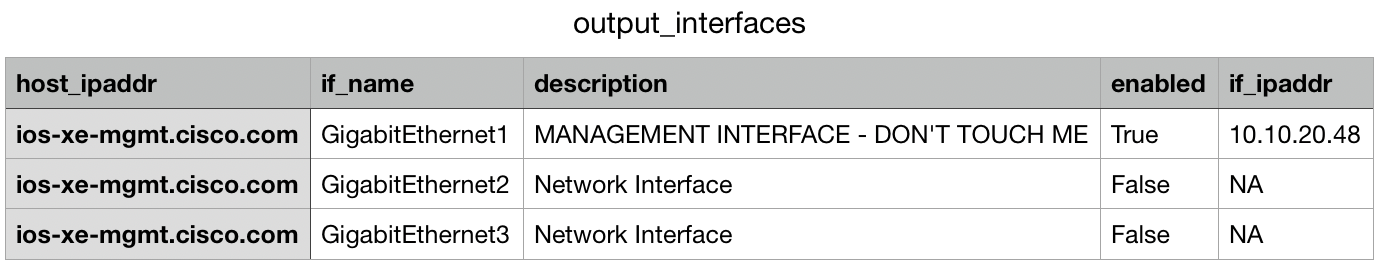 output_interfaces
host_ipaddr if_name description enabled if_ipaddr
ios-xe-mgmt.cisco.com GigabitEthernet1 MANAGEMENT INTERFACE - DON'T TOUCH ME True 10.10.20.48
ios-xe-mgmt.cisco.com GigabitEthernet2 Network Interface False NA
ios-xe-mgmt.cisco.com GigabitEthernet3 Network Interface False NA